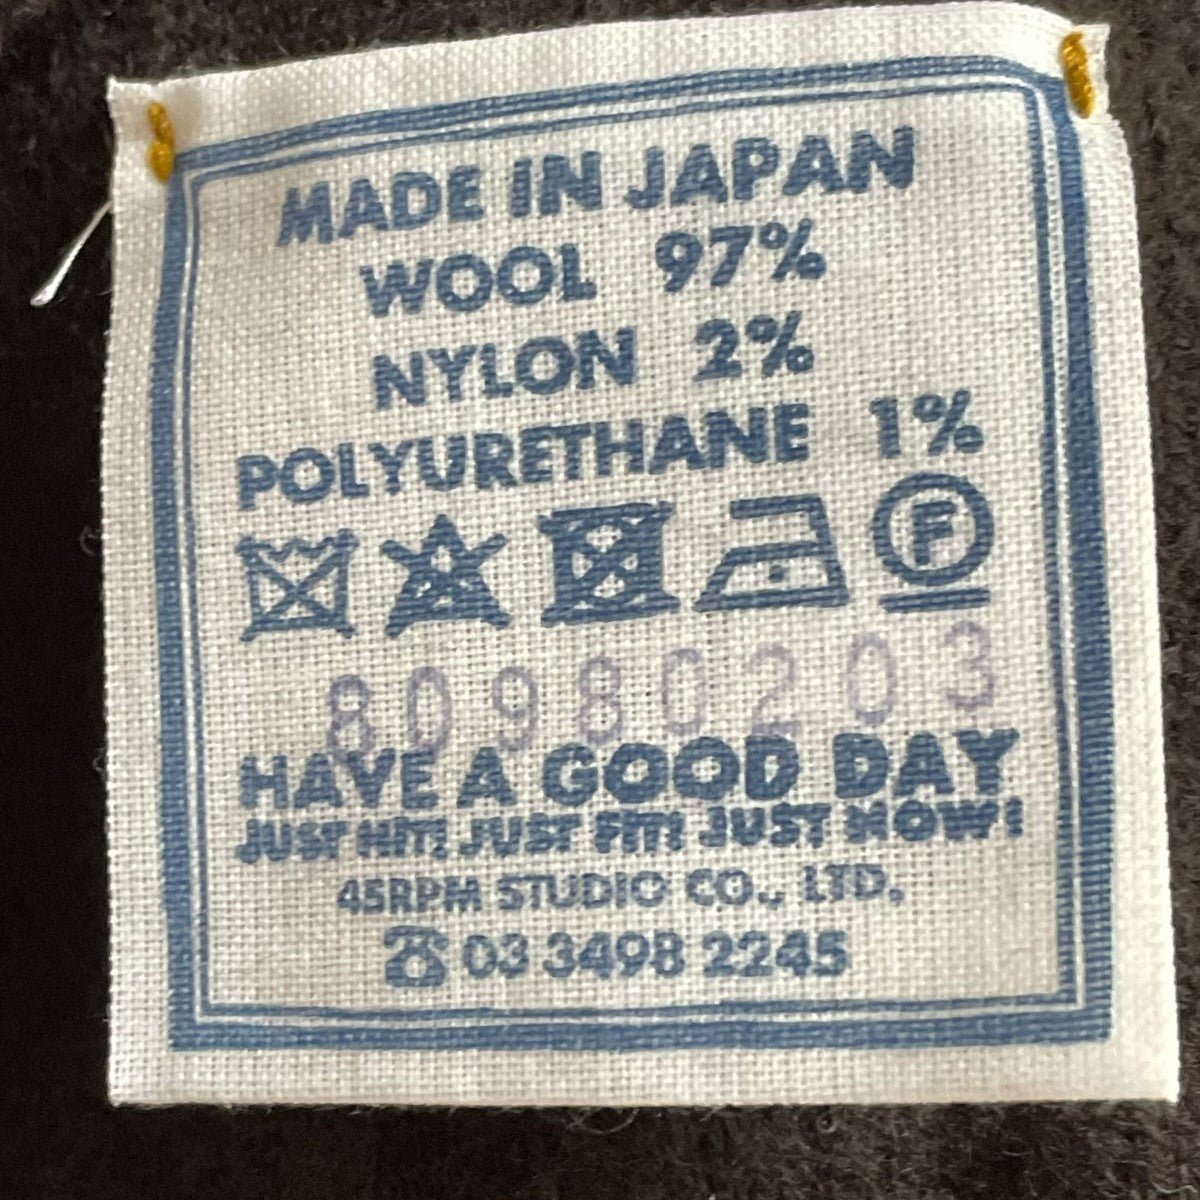 MADE IN JAPAN
WOOL 97%
NYLON 2%
POLYURETHANE 1%
F
80980203
HAVE A GOOD DAY
JUST HIT! JUST FIT! JUST NOW!
45RPM STUDIO CO., LTD.
☎ 03 3498 2245